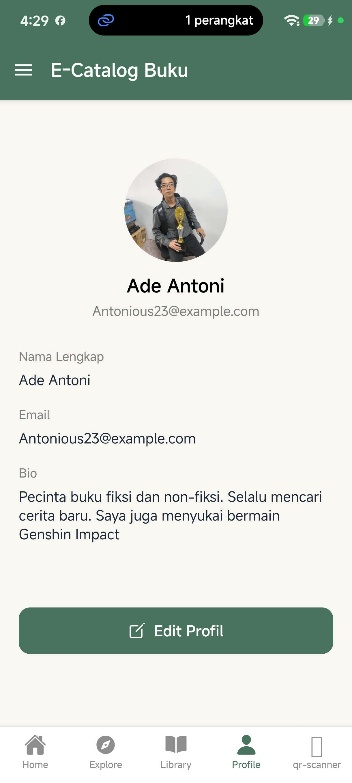 4:29
1 perangkat
29
E-Catalog Buku
Ade Antoni
Antonious23@example.com
Nama Lengkap
Ade Antoni
Email
Antonious23@example.com
Bio
Pecinta buku fiksi dan non-fiksi. Selalu mencari
cerita baru. Saya juga menyukai bermain
Genshin Impact
Edit Profil
Home
Explore
Library
Profile
qr-scanner